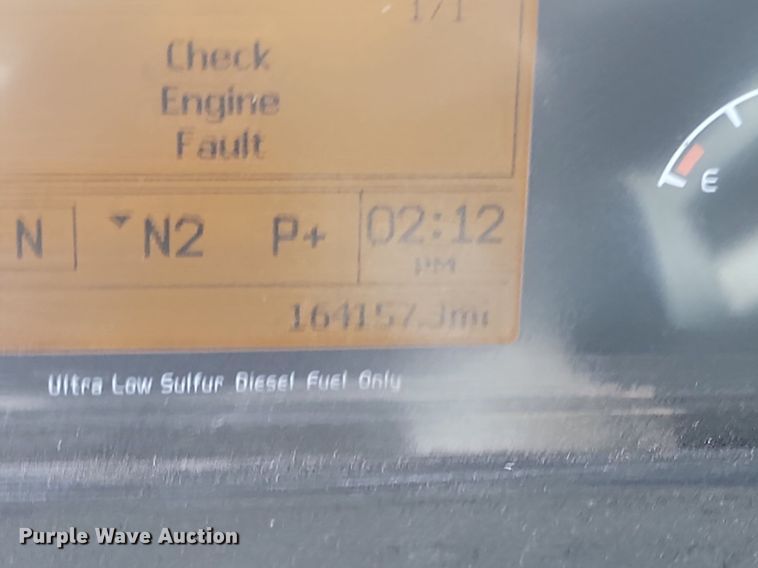 1/1
Check
Engine
Fault
N N2 P+ 02:12
PM
164157.3mi
Ultra Low Sulfur Diesel Fuel Only
E
Purple Wave Auction